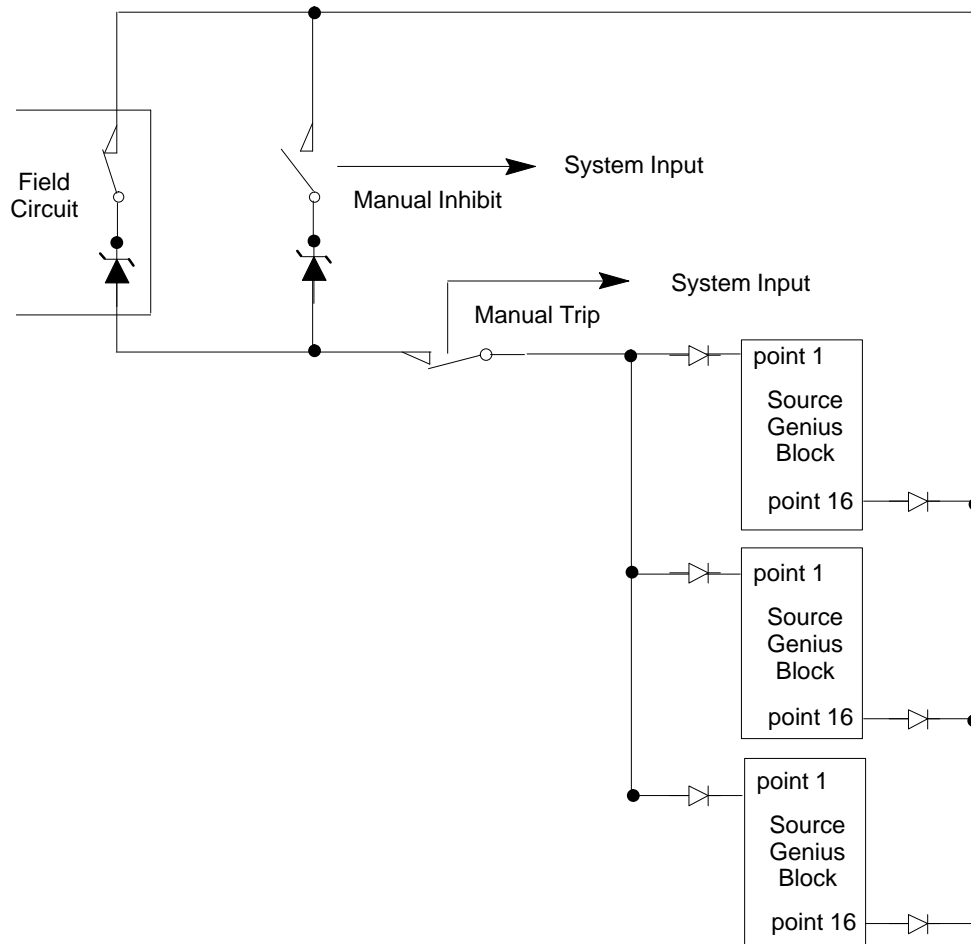 System Input
Field
Circuit
Manual Inhibit
System Input
Manual Trip
point 1
Source
Genius
Block
point 16
point 1
Source
Genius
Block
point 16
point 1
Source
Genius
Block
point 16